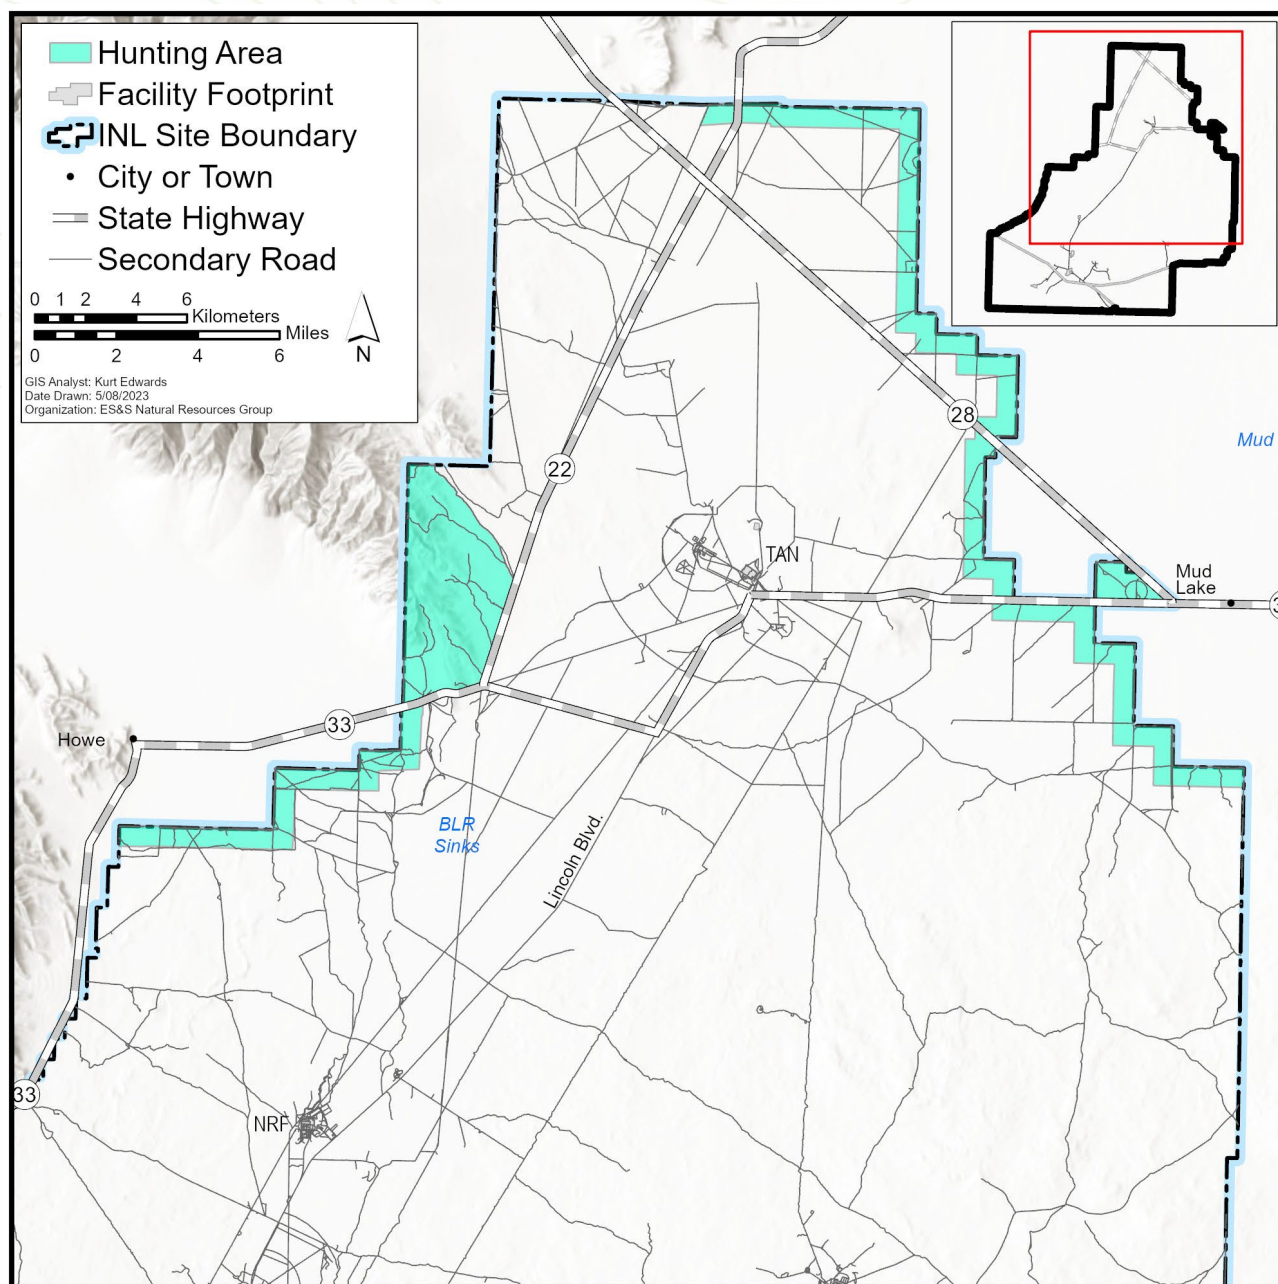 Hunting Area
Facility Footprint
INL Site Boundary
City or Town
State Highway
Secondary Road
0 1 2 4 6
Kilometers
Miles
0 2 4 6
N
GIS Analyst: Kurt Edwards
Date Drawn: 5/08/2023
Organization: ES&S Natural Resources Group
28
Mud
22
TAN
Mud
Lake
33
Howe
BLR
Sinks
Lincoln Blvd.
33
NRF